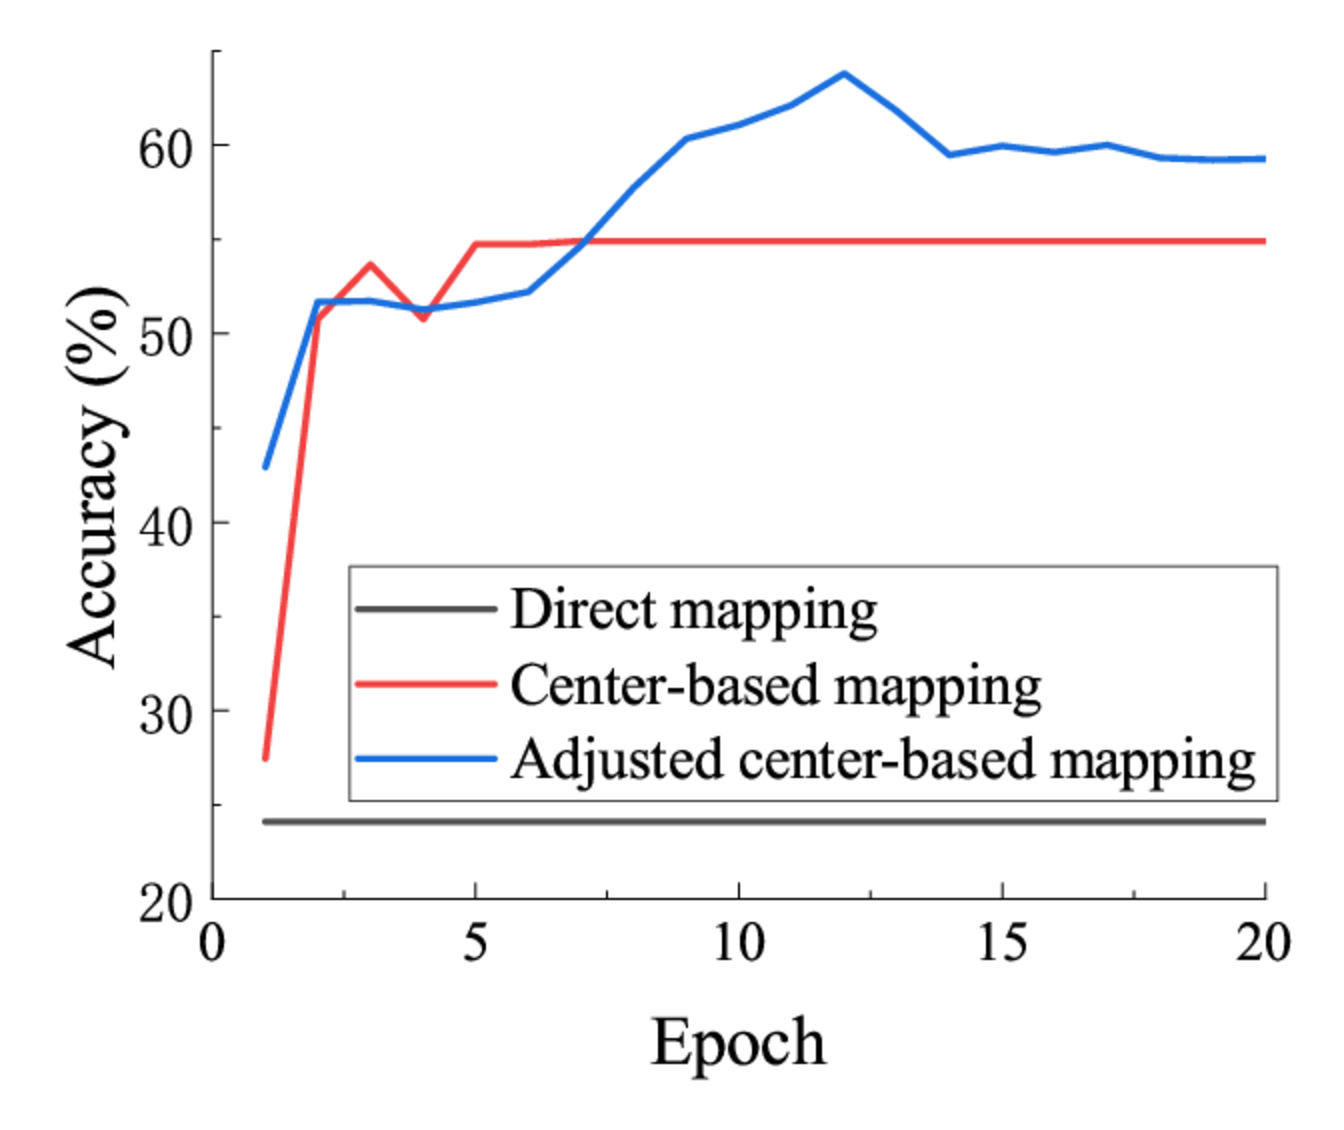 Accuracy (%)
60
50
40
30
20
Direct mapping
Center-based mapping
Adjusted center-based mapping
0 5 10 15 20
Epoch